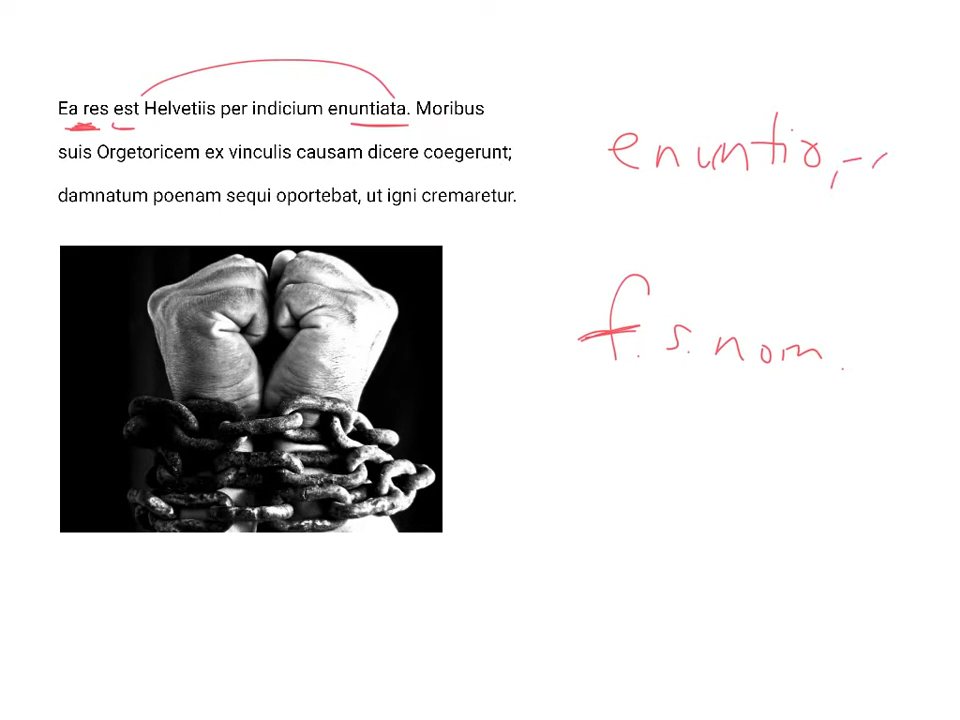 Ea res est Helvetiis per indicium enuntiata. Moribus
suis Orgetoricem ex vinculis causam dicere coegerunt;
damnatum poenam sequi oportebat, ut igni cremaretur.
enuntio, -
f. s. nom.